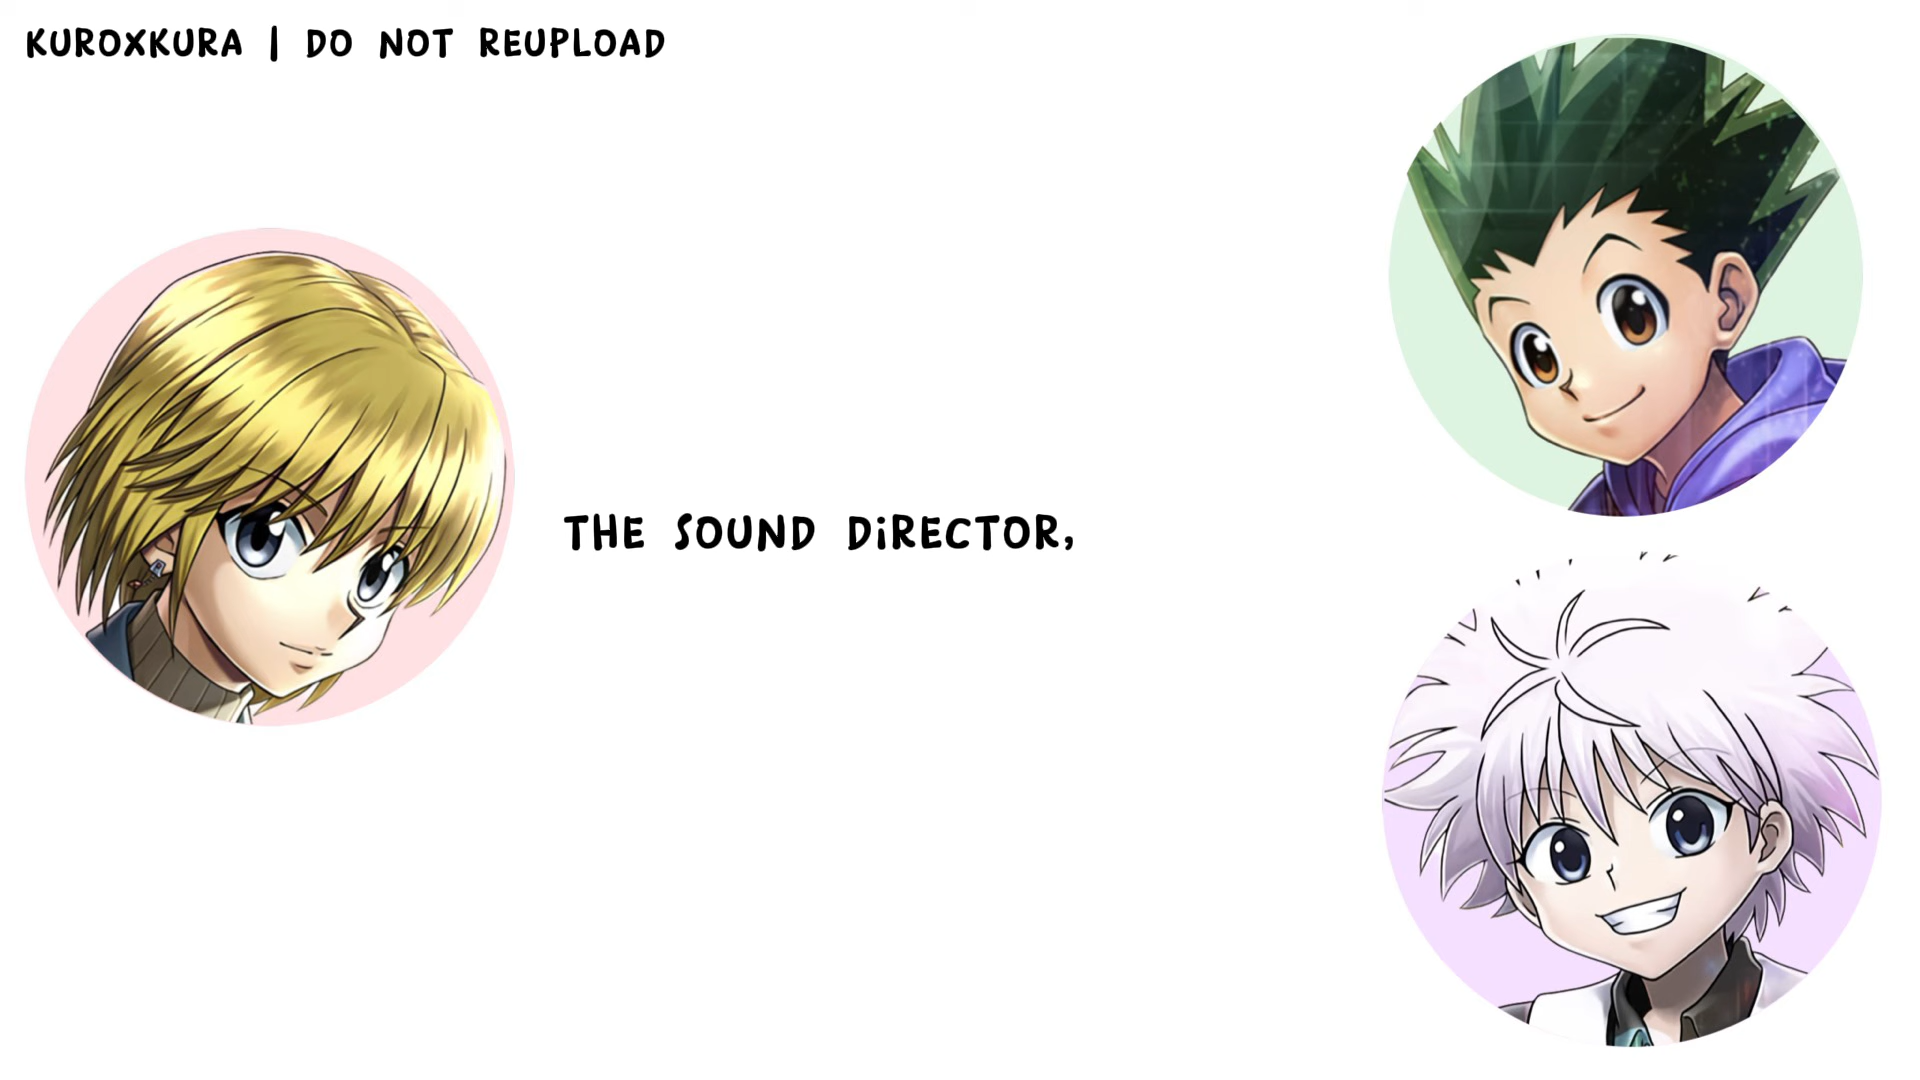 KUROXKURA | DO NOT REUPLOAD
THE SOUND DiRECTOR,